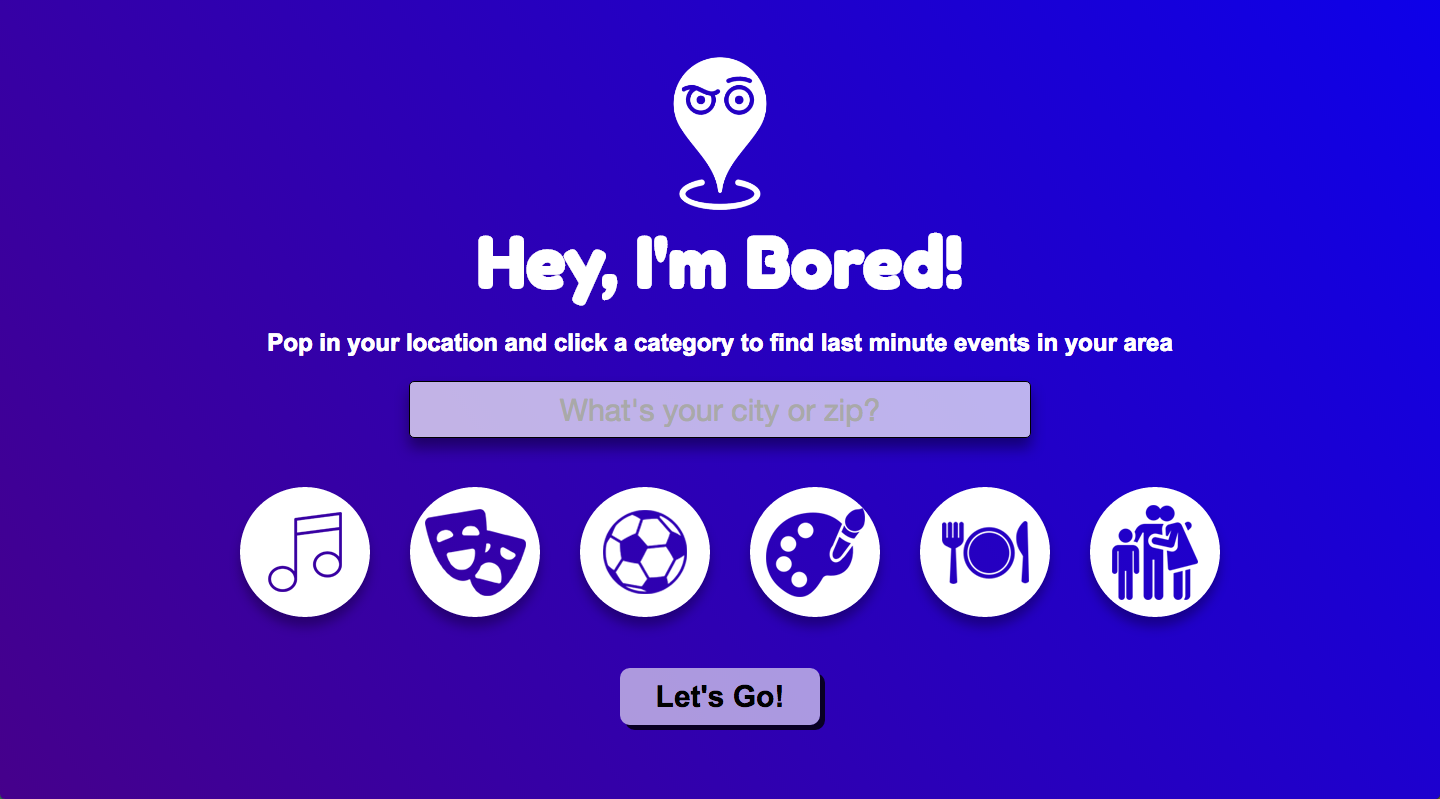 Hey, I'm Bored!
Pop in your location and click a category to find last minute events in your area
What's your city or zip?
Let's Go!